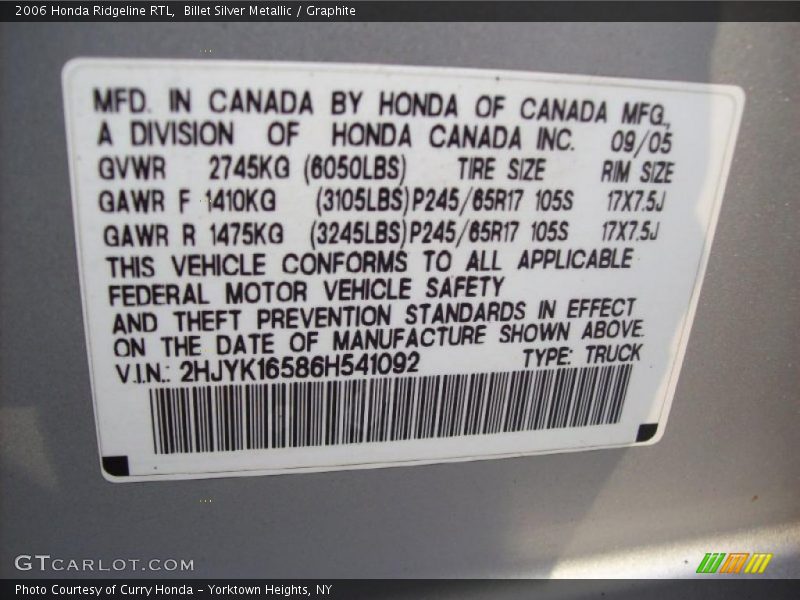 2006 Honda Ridgeline RTL, Billet Silver Metallic / Graphite
MFD. IN CANADA BY HONDA OF CANADA MFG.,
A DIVISION OF HONDA CANADA INC. 09/05
GVWR 2745KG (6050LBS) TIRE SIZE RIM SIZE
GAWR F 1410KG (3105LBS) P245/65R17 105S 17X7.5J
GAWR R 1475KG (3245LBS) P245/65R17 105S 17X7.5J
THIS VEHICLE CONFORMS TO ALL APPLICABLE
FEDERAL MOTOR VEHICLE SAFETY
AND THEFT PREVENTION STANDARDS IN EFFECT
ON THE DATE OF MANUFACTURE SHOWN ABOVE.
V.I.N.: 2HJYK16586H541092 TYPE: TRUCK
GTCARLOT.COM
Photo Courtesy of Curry Honda - Yorktown Heights, NY